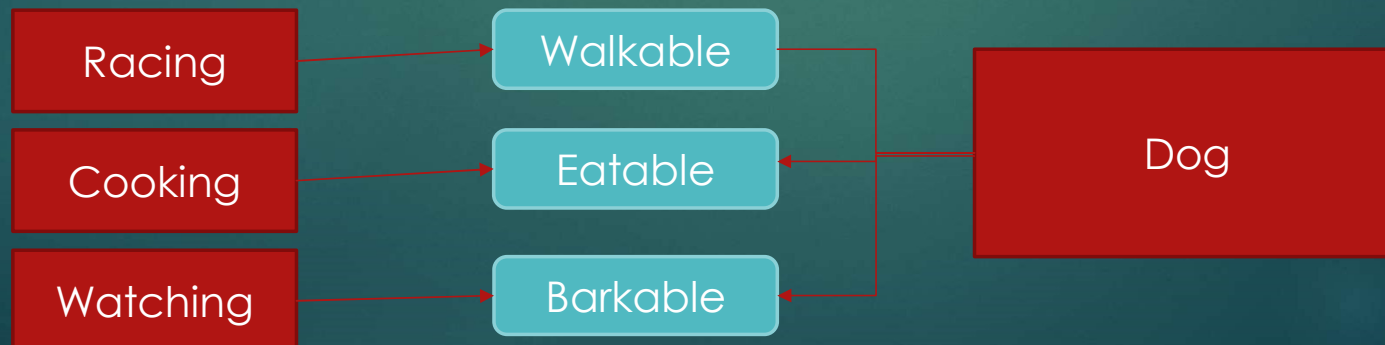 Racing
Walkable
Dog
Cooking
Eatable
Watching
Barkable